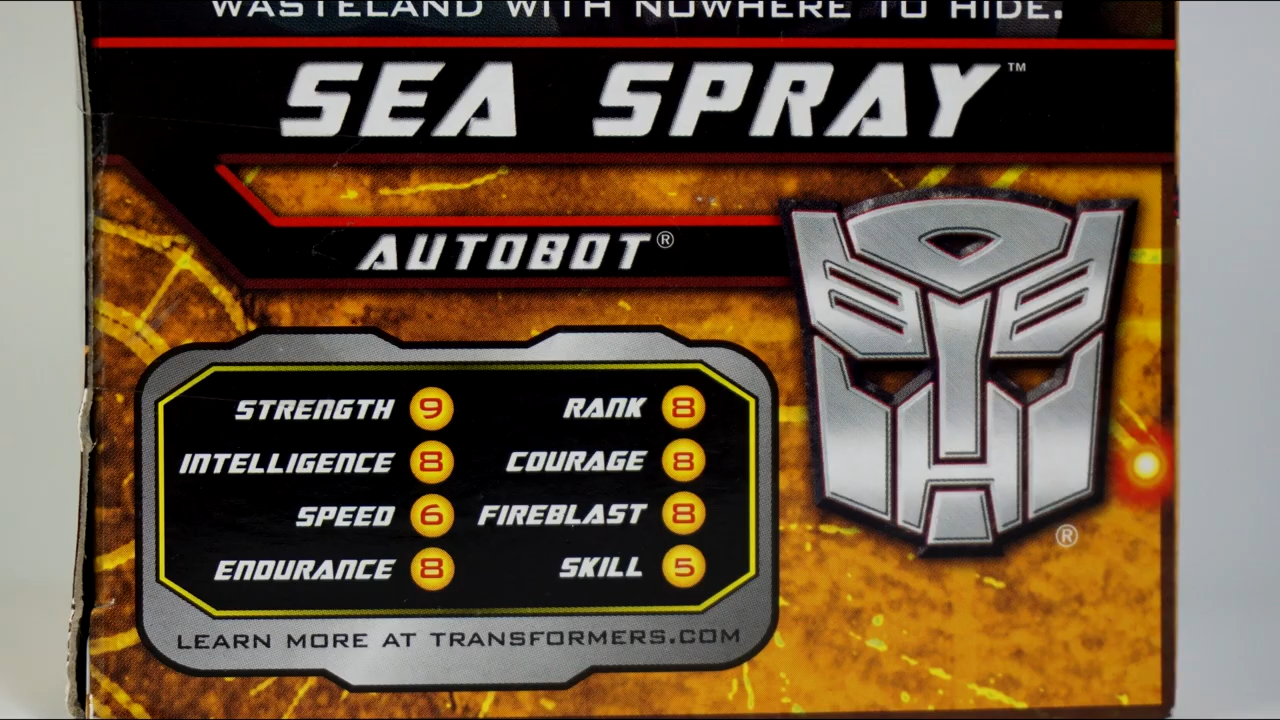 WASTELAND WITH NOWHERE TO HIDE.
SEA SPRAY™
AUTOBOT®
STRENGTH 9 RANK 8
INTELLIGENCE 8 COURAGE 8
SPEED 6 FIREBLAST 8
ENDURANCE 8 SKILL 5
®
LEARN MORE AT TRANSFORMERS.COM